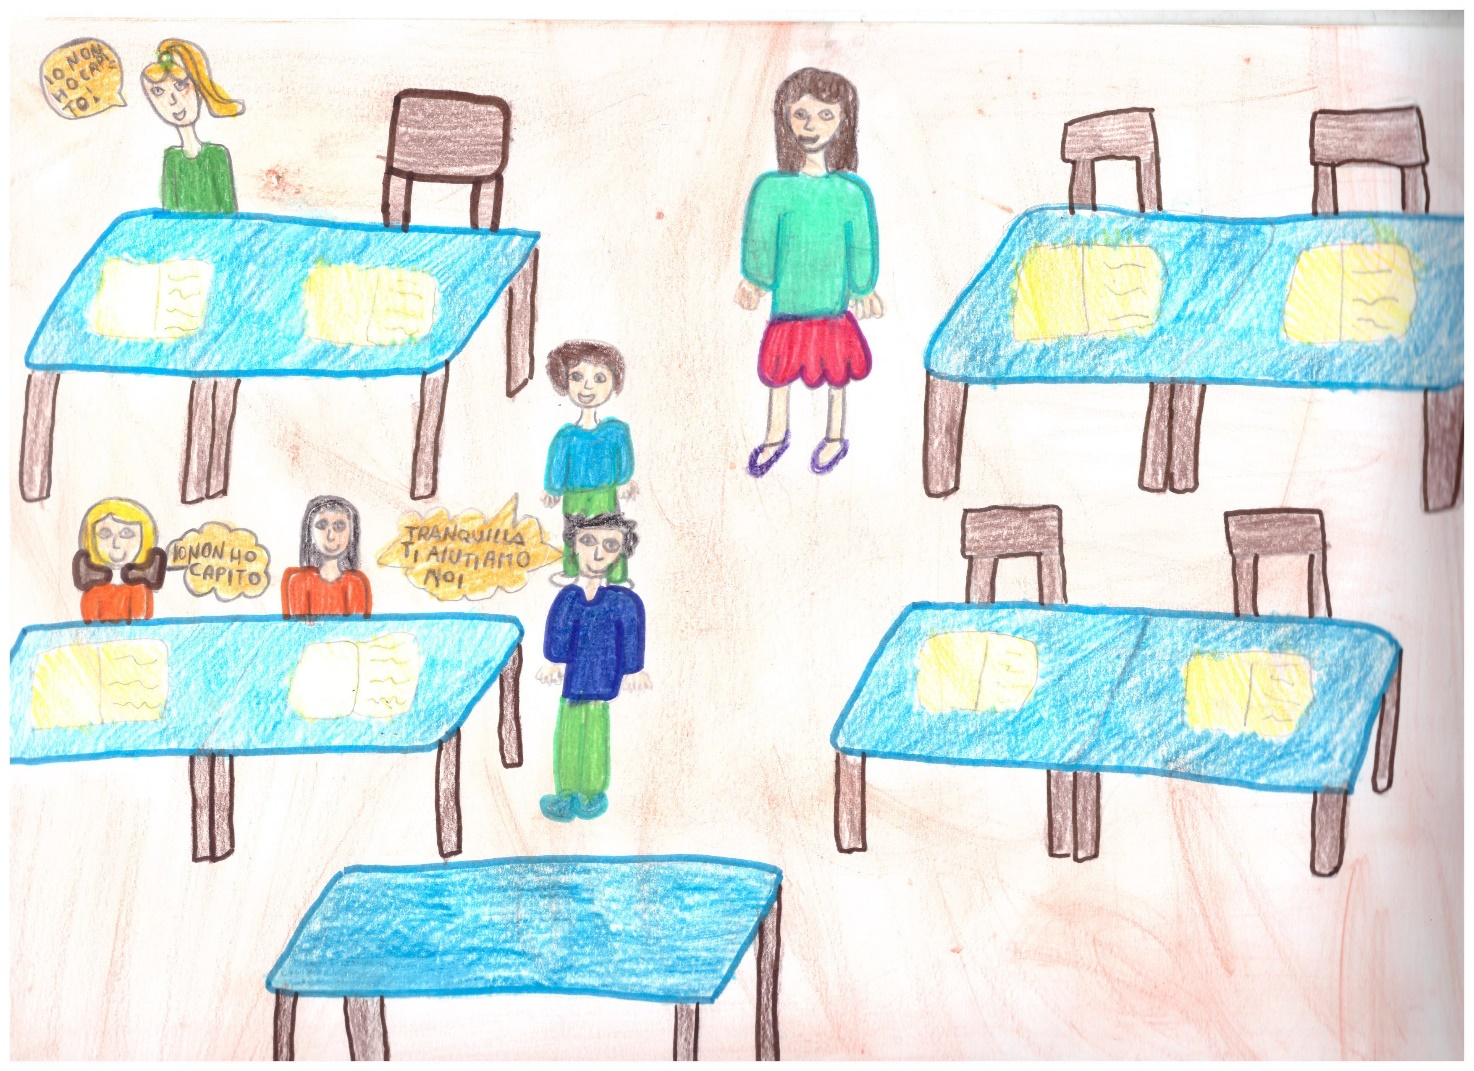 IO NON
HO CAPI
TO!
IO NON HO
CAPITO
TRANQUILLA
TI AIUTIAMO
NOI